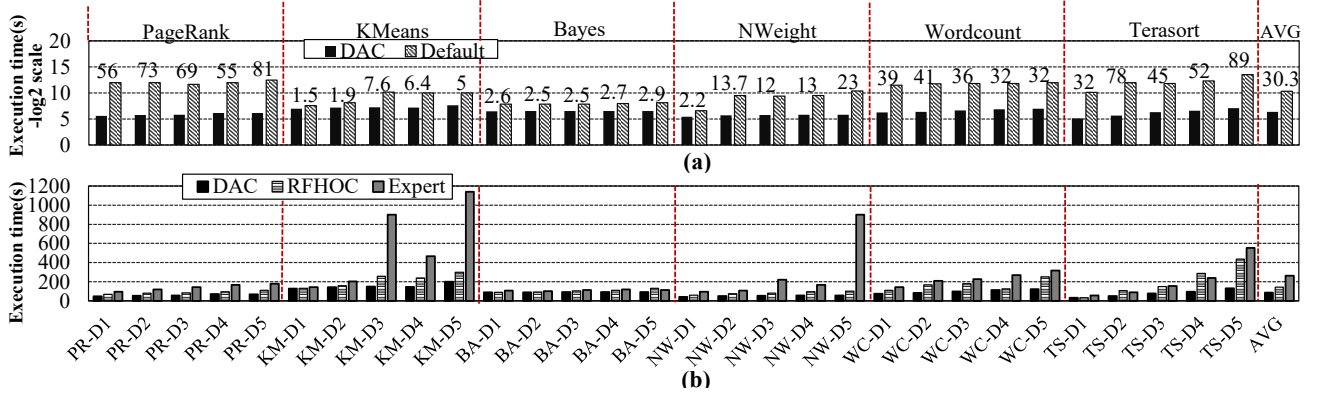 PageRank KMeans Bayes NWeight Wordcount Terasort AVG
Execution time(s)
-log2 scale
20
15
10
5
0
DAC Default
56 73 69 55 81 1.5 1.9 7.6 6.4 5 2.6 2.5 2.5 2.7 2.9 2.2 13.7 12 13 23 39 41 36 32 32 32 78 45 52 89 30.3
(a)
Execution time(s)
1200
1000
800
600
400
200
0
DAC RFHOC Expert
PR-D1 PR-D2 PR-D3 PR-D4 PR-D5 KM-D1 KM-D2 KM-D3 KM-D4 KM-D5 BA-D1 BA-D2 BA-D3 BA-D4 BA-D5 NW-D1 NW-D2 NW-D3 NW-D4 NW-D5 WC-D1 WC-D2 WC-D3 WC-D4 WC-D5 TS-D1 TS-D2 TS-D3 TS-D4 TS-D5 AVG
(b)